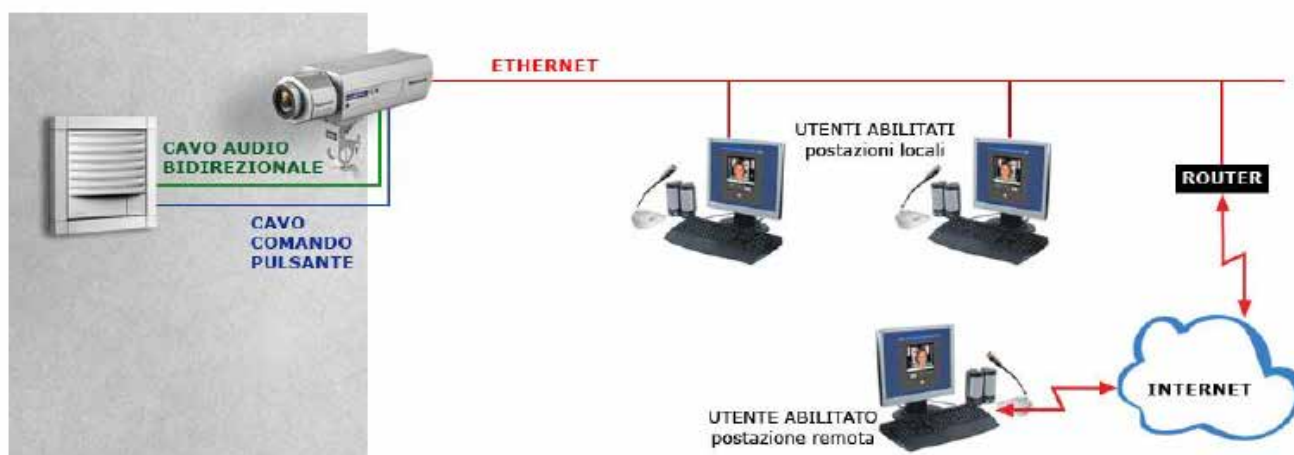 ETHERNET
CAVO AUDIO
BIDIREZIONALE
CAVO
COMANDO
PULSANTE
UTENTI ABILITATI
postazioni locali
ROUTER
INTERNET
UTENTE ABILITATO
postazione remota